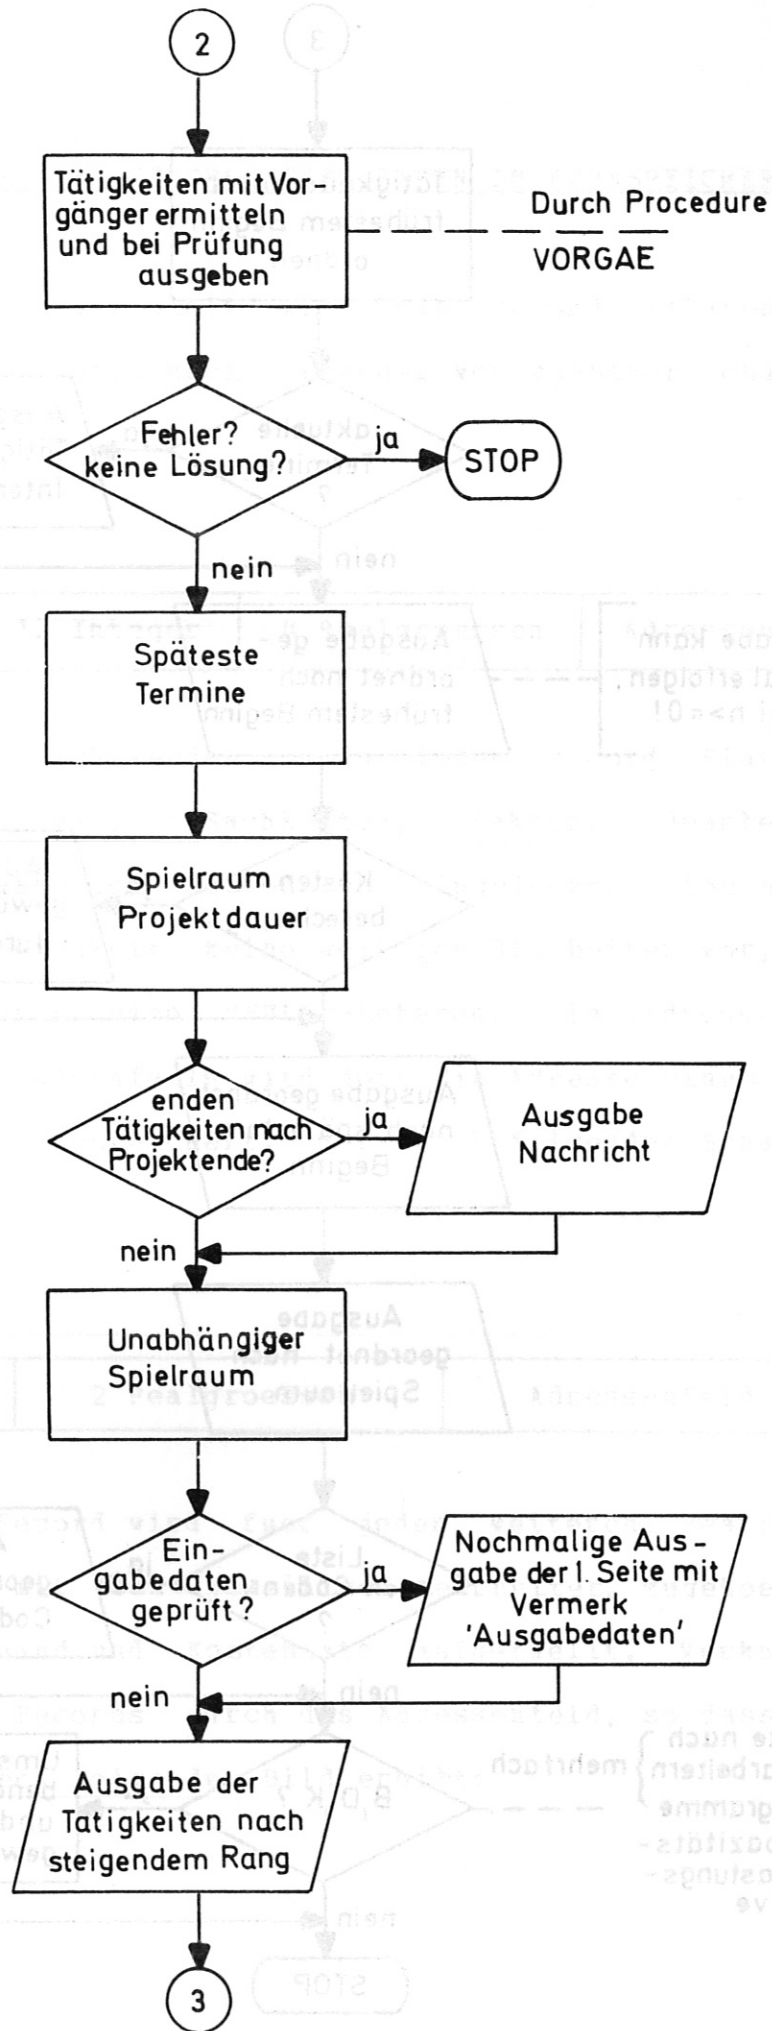 2
Tätigkeiten mit Vor-
gänger ermitteln
und bei Prüfung
ausgeben
Durch Procedure
VORGAE
Fehler?
keine Lösung?
ja
STOP
nein
Späteste
Termine
Spielraum
Projektdauer
enden
Tätigkeiten nach
Projektende?
ja
Ausgabe
Nachricht
nein
Unabhängiger
Spielraum
Ein-
gabedaten
geprüft?
ja
Nochmalige Aus-
gabe der 1. Seite mit
Vermerk
'Ausgabedaten'
nein
Ausgabe der
Tätigkeiten nach
steigendem Rang
3